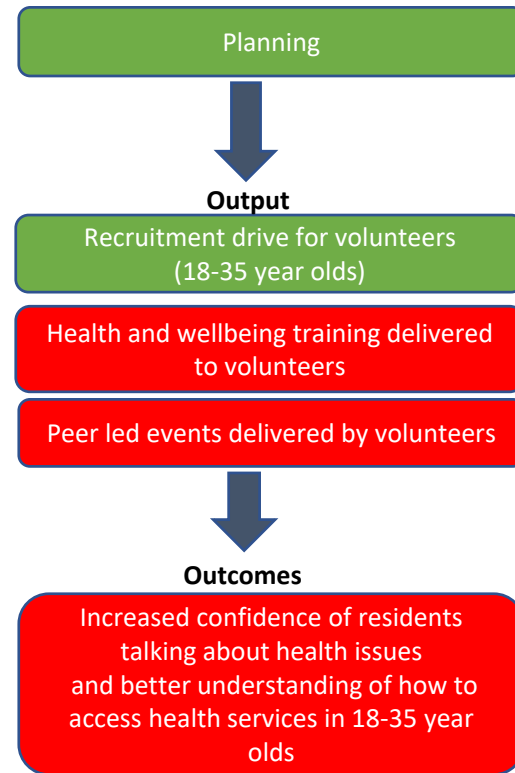 Planning
Output
Recruitment drive for volunteers
(18-35 year olds)
Health and wellbeing training delivered
to volunteers
Peer led events delivered by volunteers
Outcomes
Increased confidence of residents
talking about health issues
and better understanding of how to
access health services in 18-35 year
olds